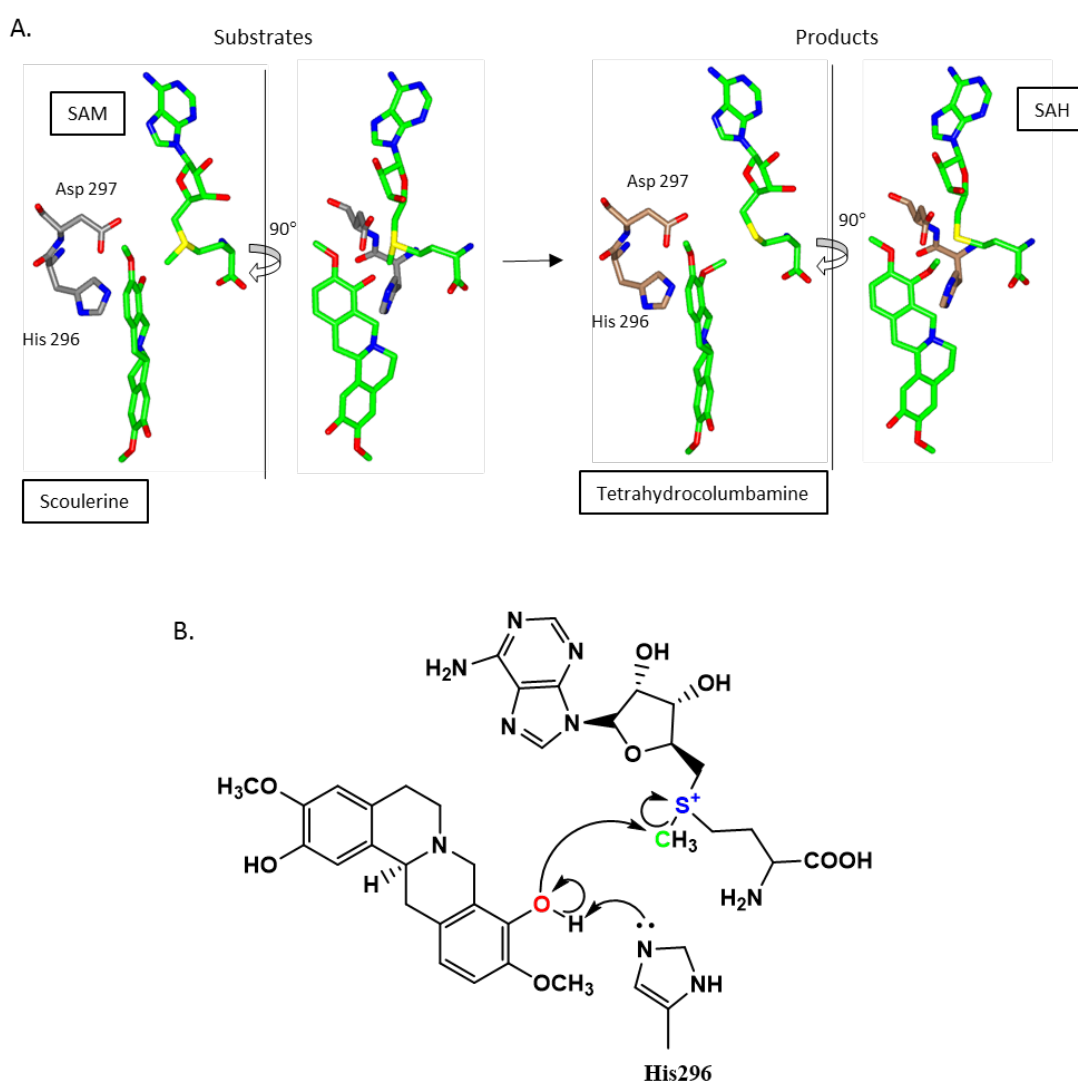 A.
Substrates
Products
SAM
SAH
Asp 297
90°
Asp 297
90°
His 296
His 296
Scoulerine
Tetrahydrocolumbamine
B.
N
N
OH
H₂N
OH
N
N
O
H₃CO
S⁺
CH₃
N
COOH
HO
H
O
H₂N
H
N
OCH₃
NH
His296